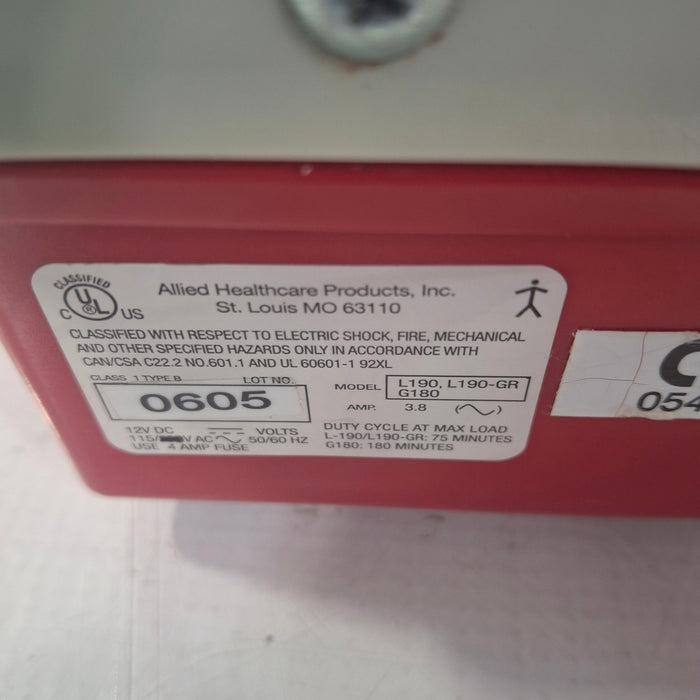 CLASSIFIED
C UL ® US
Allied Healthcare Products, Inc.
St. Louis MO 63110
CLASSIFIED WITH RESPECT TO ELECTRIC SHOCK, FIRE, MECHANICAL
AND OTHER SPECIFIED HAZARDS ONLY IN ACCORDANCE WITH
CAN/CSA C22.2 NO.601.1 AND UL 60601-1 92XL
CLASS 1 TYPE B LOT NO.
0605
MODEL L190, L190-GR
G180
AMP. 3.8
12V DC VOLTS
115/ V AC 50/60 HZ
USE 4 AMP FUSE
DUTY CYCLE AT MAX LOAD
L-190/L190-GR: 75 MINUTES
G180: 180 MINUTES
054